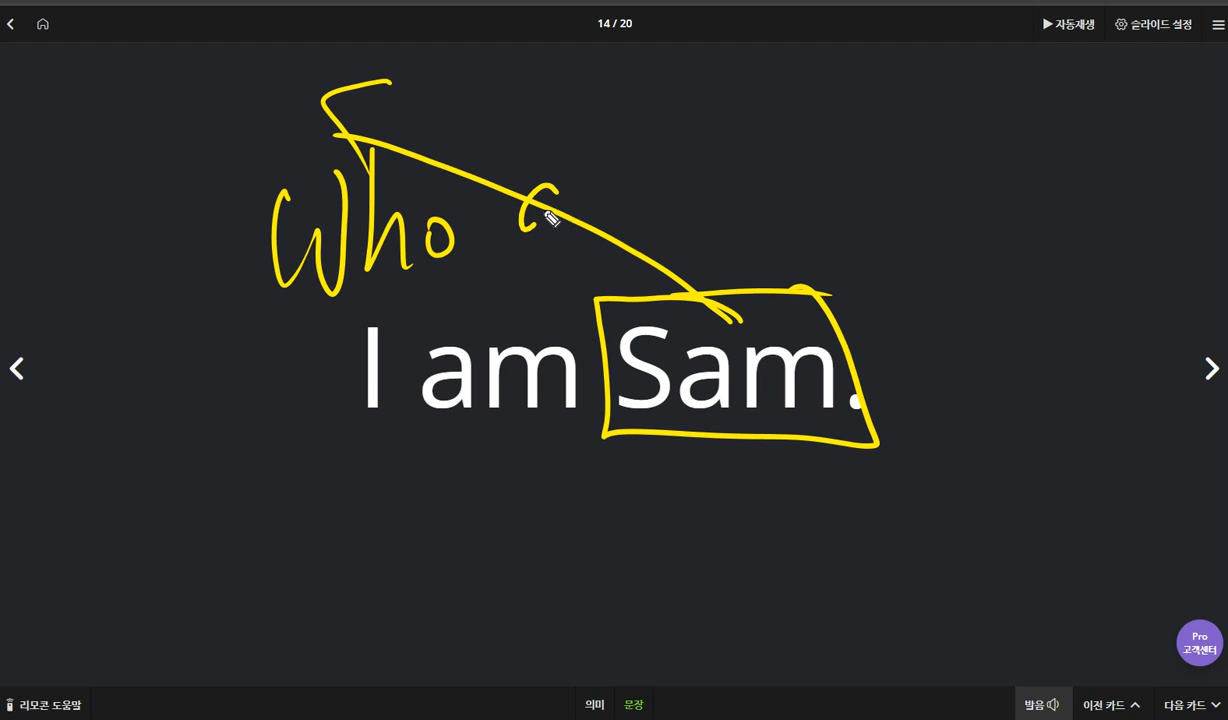 14 / 20
자동재생
슬라이드 설정
Who
I am Sam.
Pro
고객센터
리모콘 도움말
의미
문장
발음
이전 카드
다음 카드